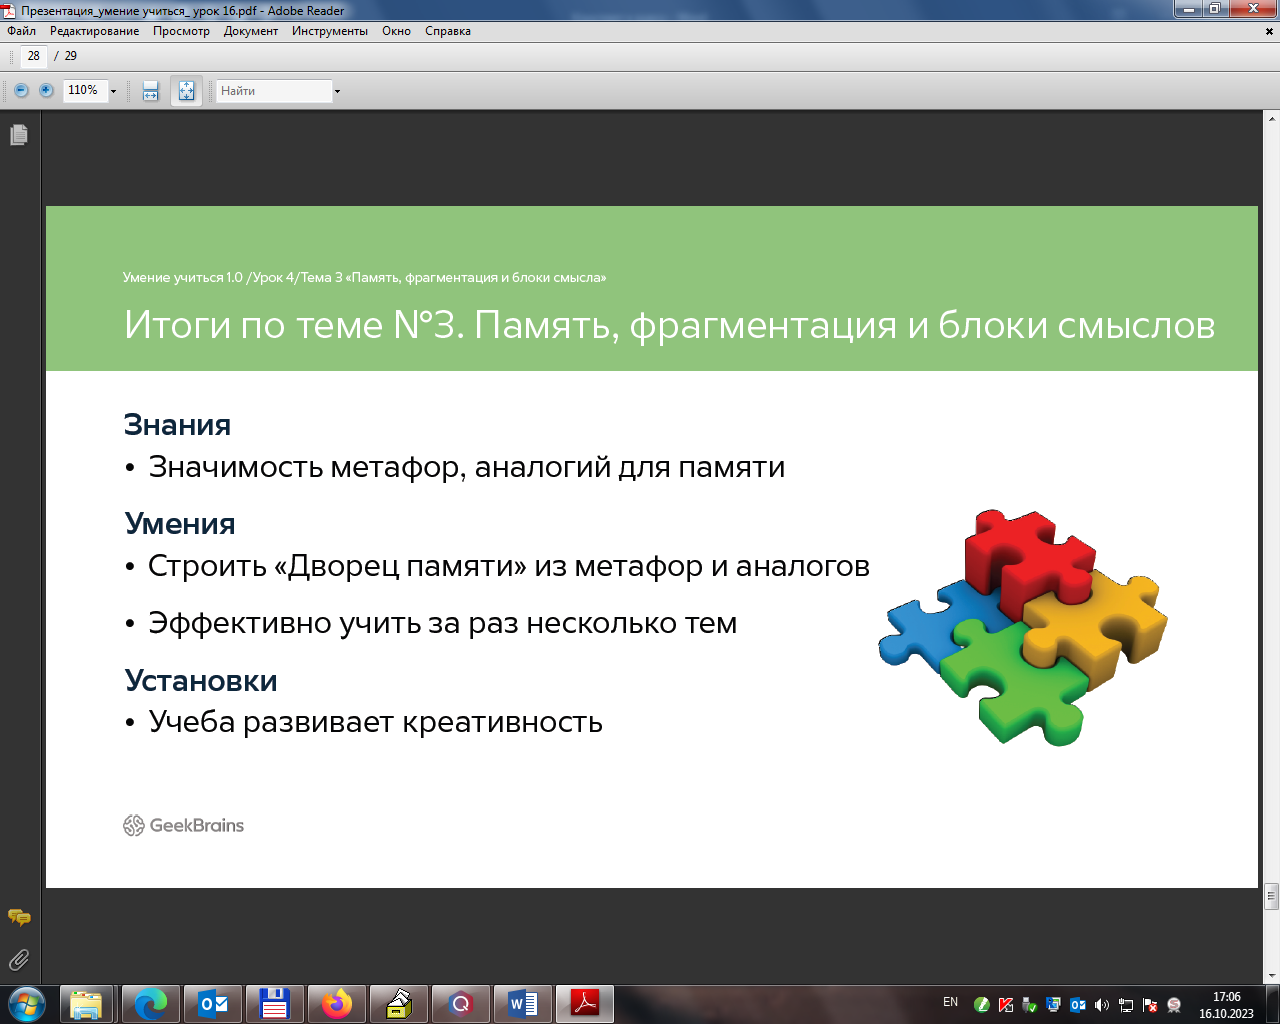 Презентация_умение учиться_ урок 16.pdf - Adobe Reader
Файл Редактирование Просмотр Документ Инструменты Окно Справка
28 / 29
110% Найти
Умение учиться 1.0 /Урок 4/Тема 3 «Память, фрагментация и блоки смысла»
Итоги по теме №3. Память, фрагментация и блоки смыслов
Знания
• Значимость метафор, аналогий для памяти
Умения
• Строить «Дворец памяти» из метафор и аналогов
• Эффективно учить за раз несколько тем
Установки
• Учеба развивает креативность
GeekBrains
EN 17:06
16.10.2023